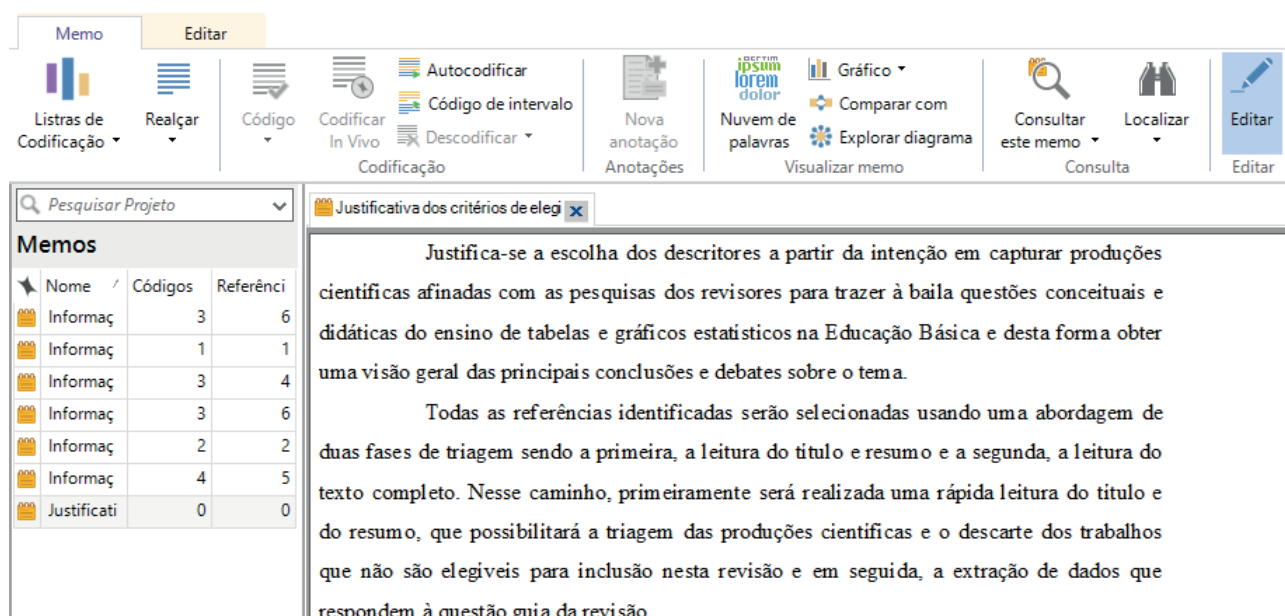 Memo Editar
Listras de Codificação
Realçar
Código
Codificar In Vivo
Autocodificar
Código de intervalo
Descodificar
Codificação
Nova anotação
Anotações
ipsum
lorem
dolor
Nuvem de palavras
Gráfico
Comparar com
Explorar diagrama
Visualizar memo
Consultar este memo
Localizar
Consulta
Editar
Editar
Pesquisar Projeto
Memos
Nome Códigos Referênci
Informaç 3 6
Informaç 1 1
Informaç 3 4
Informaç 3 6
Informaç 2 2
Informaç 4 5
Justificati 0 0
Justificativa dos critérios de elegi
Justifica-se a escolha dos descritores a partir da intenção em capturar produções
científicas afinadas com as pesquisas dos revisores para trazer à baila questões conceituais e
didáticas do ensino de tabelas e gráficos estatísticos na Educação Básica e desta forma obter
uma visão geral das principais conclusões e debates sobre o tema.
Todas as referências identificadas serão selecionadas usando uma abordagem de
duas fases de triagem sendo a primeira, a leitura do título e resumo e a segunda, a leitura do
texto completo. Nesse caminho, primeiramente será realizada uma rápida leitura do título e
do resumo, que possibilitará a triagem das produções científicas e o descarte dos trabalhos
que não são elegíveis para inclusão nesta revisão e em seguida, a extração de dados que
respondem à questão guia da revisão.